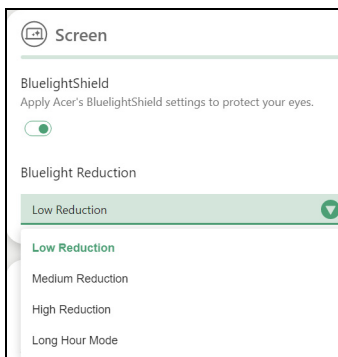 Screen
BluelightShield
Apply Acer's BluelightShield settings to protect your eyes.
Bluelight Reduction
Low Reduction
Low Reduction
Medium Reduction
High Reduction
Long Hour Mode